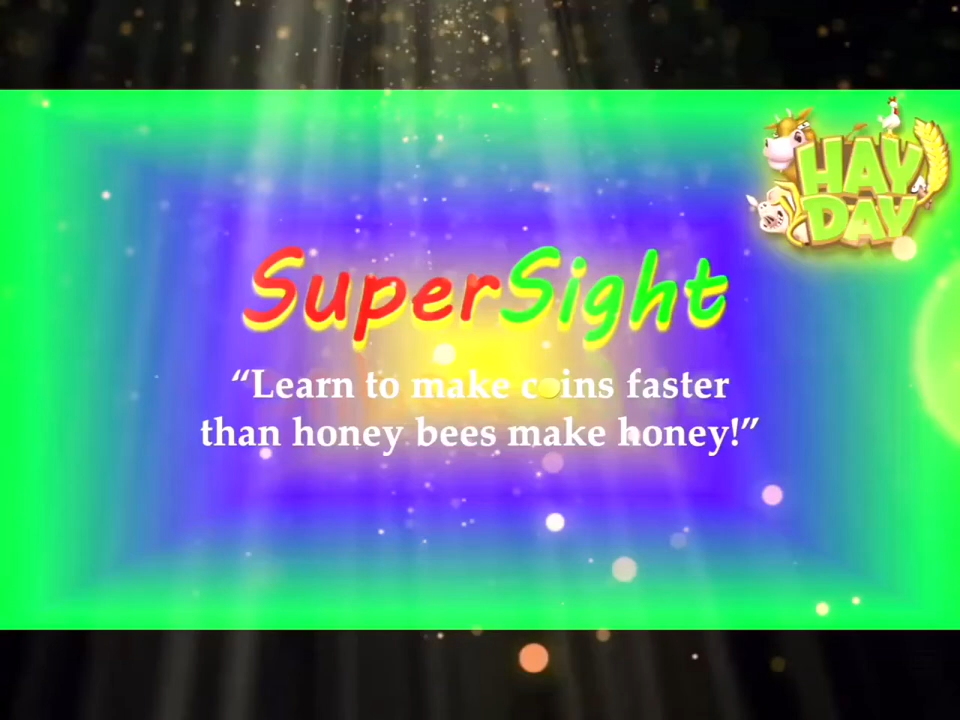 HAY
DAY
SuperSight
“Learn to make coins faster
than honey bees make honey!”